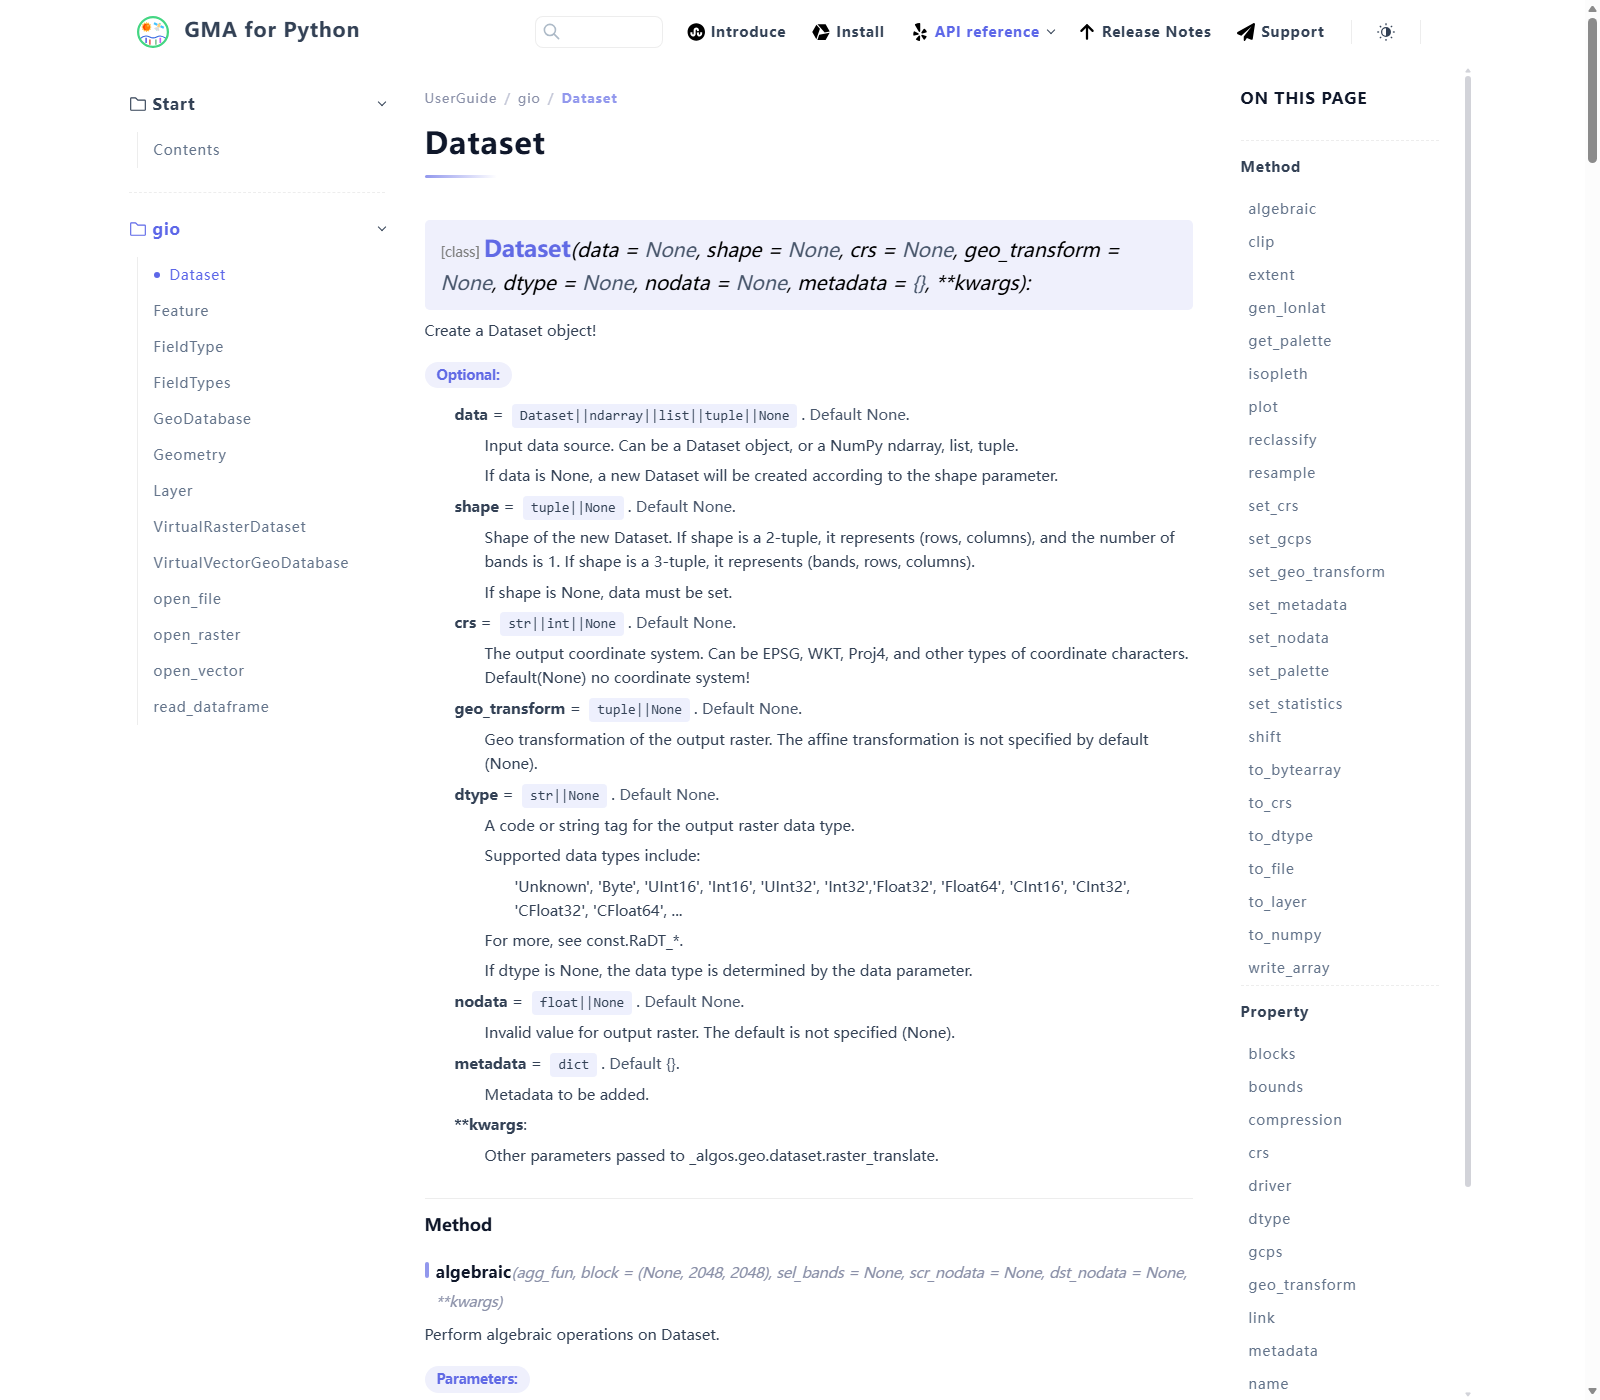 GMA for Python
Introduce
Install
API reference
Release Notes
Support
Start
Contents
gio
Dataset
Feature
FieldType
FieldTypes
GeoDatabase
Geometry
Layer
VirtualRasterDataset
VirtualVectorGeoDatabase
open_file
open_raster
open_vector
read_dataframe
UserGuide / gio / Dataset
Dataset
[class] Dataset(data = None, shape = None, crs = None, geo_transform =
None, dtype = None, nodata = None, metadata = {}, **kwargs):
Create a Dataset object!
Optional:
data = Dataset||ndarray||list||tuple||None . Default None.
Input data source. Can be a Dataset object, or a NumPy ndarray, list, tuple.
If data is None, a new Dataset will be created according to the shape parameter.
shape = tuple||None . Default None.
Shape of the new Dataset. If shape is a 2-tuple, it represents (rows, columns), and the number of
bands is 1. If shape is a 3-tuple, it represents (bands, rows, columns).
If shape is None, data must be set.
crs = str||int||None . Default None.
The output coordinate system. Can be EPSG, WKT, Proj4, and other types of coordinate characters.
Default(None) no coordinate system!
geo_transform = tuple||None . Default None.
Geo transformation of the output raster. The affine transformation is not specified by default
(None).
dtype = str||None . Default None.
A code or string tag for the output raster data type.
Supported data types include:
'Unknown', 'Byte', 'UInt16', 'Int16', 'UInt32', 'Int32','Float32', 'Float64', 'CInt16', 'CInt32',
'CFloat32', 'CFloat64', ...
For more, see const.RaDT_*.
If dtype is None, the data type is determined by the data parameter.
nodata = float||None . Default None.
Invalid value for output raster. The default is not specified (None).
metadata = dict . Default {}.
Metadata to be added.
**kwargs:
Other parameters passed to _algos.geo.dataset.raster_translate.
Method
algebraic(agg_fun, block = (None, 2048, 2048), sel_bands = None, scr_nodata = None, dst_nodata = None,
**kwargs)
Perform algebraic operations on Dataset.
Parameters:
ON THIS PAGE
Method
algebraic
clip
extent
gen_lonlat
get_palette
isopleth
plot
reclassify
resample
set_crs
set_gcps
set_geo_transform
set_metadata
set_nodata
set_palette
set_statistics
shift
to_bytearray
to_crs
to_dtype
to_file
to_layer
to_numpy
write_array
Property
blocks
bounds
compression
crs
driver
dtype
gcps
geo_transform
link
metadata
name